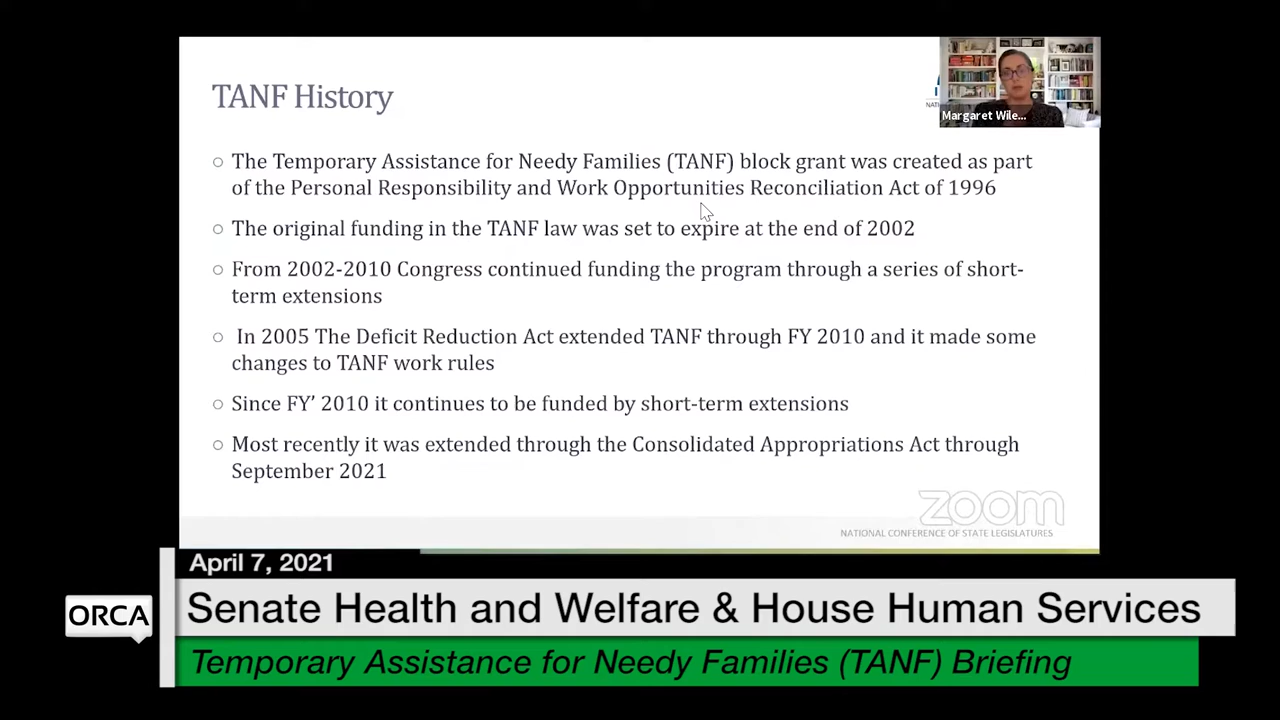 TANF History
NAT
Margaret Wile...
The Temporary Assistance for Needy Families (TANF) block grant was created as part
of the Personal Responsibility and Work Opportunities Reconciliation Act of 1996
The original funding in the TANF law was set to expire at the end of 2002
From 2002-2010 Congress continued funding the program through a series of short-
term extensions
In 2005 The Deficit Reduction Act extended TANF through FY 2010 and it made some
changes to TANF work rules
Since FY' 2010 it continues to be funded by short-term extensions
Most recently it was extended through the Consolidated Appropriations Act through
September 2021
zoom
NATIONAL CONFERENCE OF STATE LEGISLATURES
April 7, 2021
ORCA
Senate Health and Welfare & House Human Services
Temporary Assistance for Needy Families (TANF) Briefing